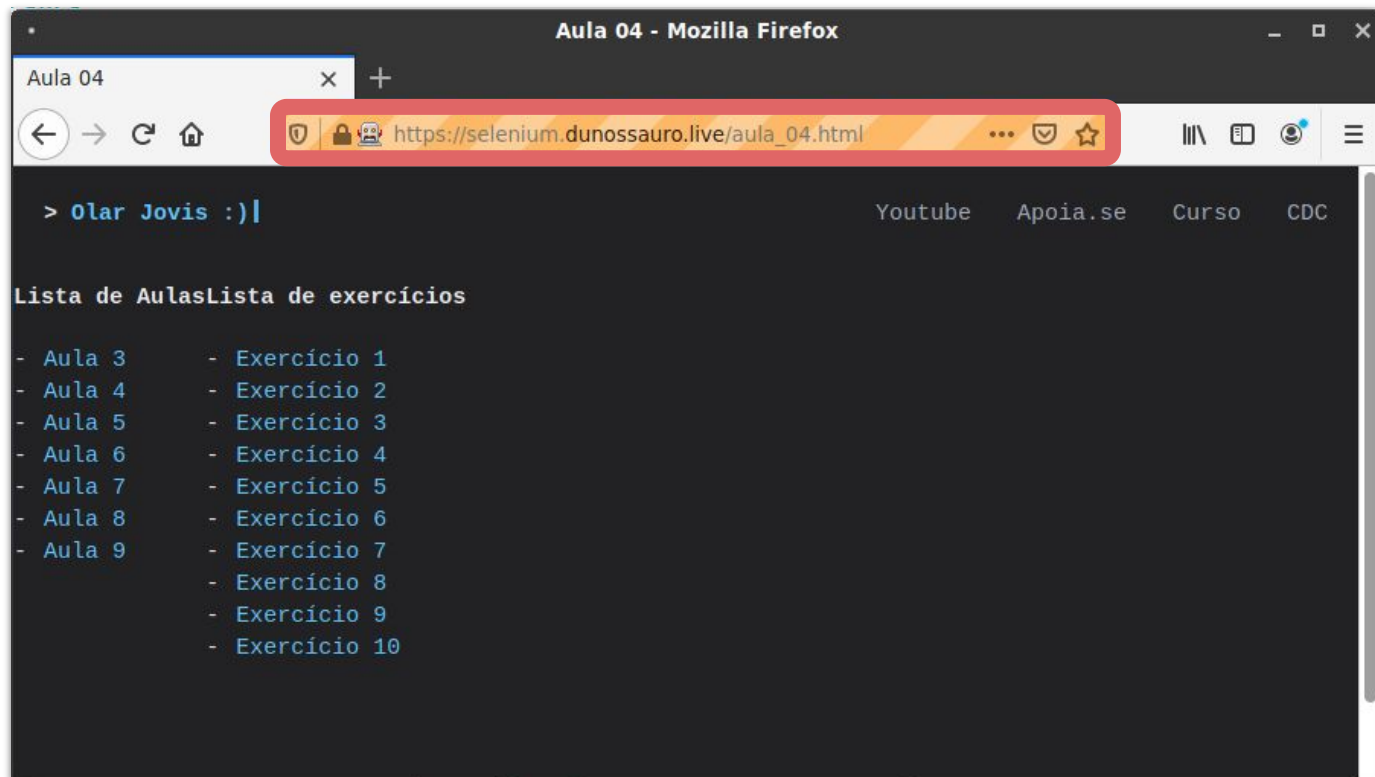 Aula 04 - Mozilla Firefox
Aula 04
https://selenium.dunossauro.live/aula_04.html
> Olar Jovis :)| Youtube Apoia.se Curso CDC
Lista de AulasLista de exercícios
- Aula 3 - Exercício 1
- Aula 4 - Exercício 2
- Aula 5 - Exercício 3
- Aula 6 - Exercício 4
- Aula 7 - Exercício 5
- Aula 8 - Exercício 6
- Aula 9 - Exercício 7
- Exercício 8
- Exercício 9
- Exercício 10